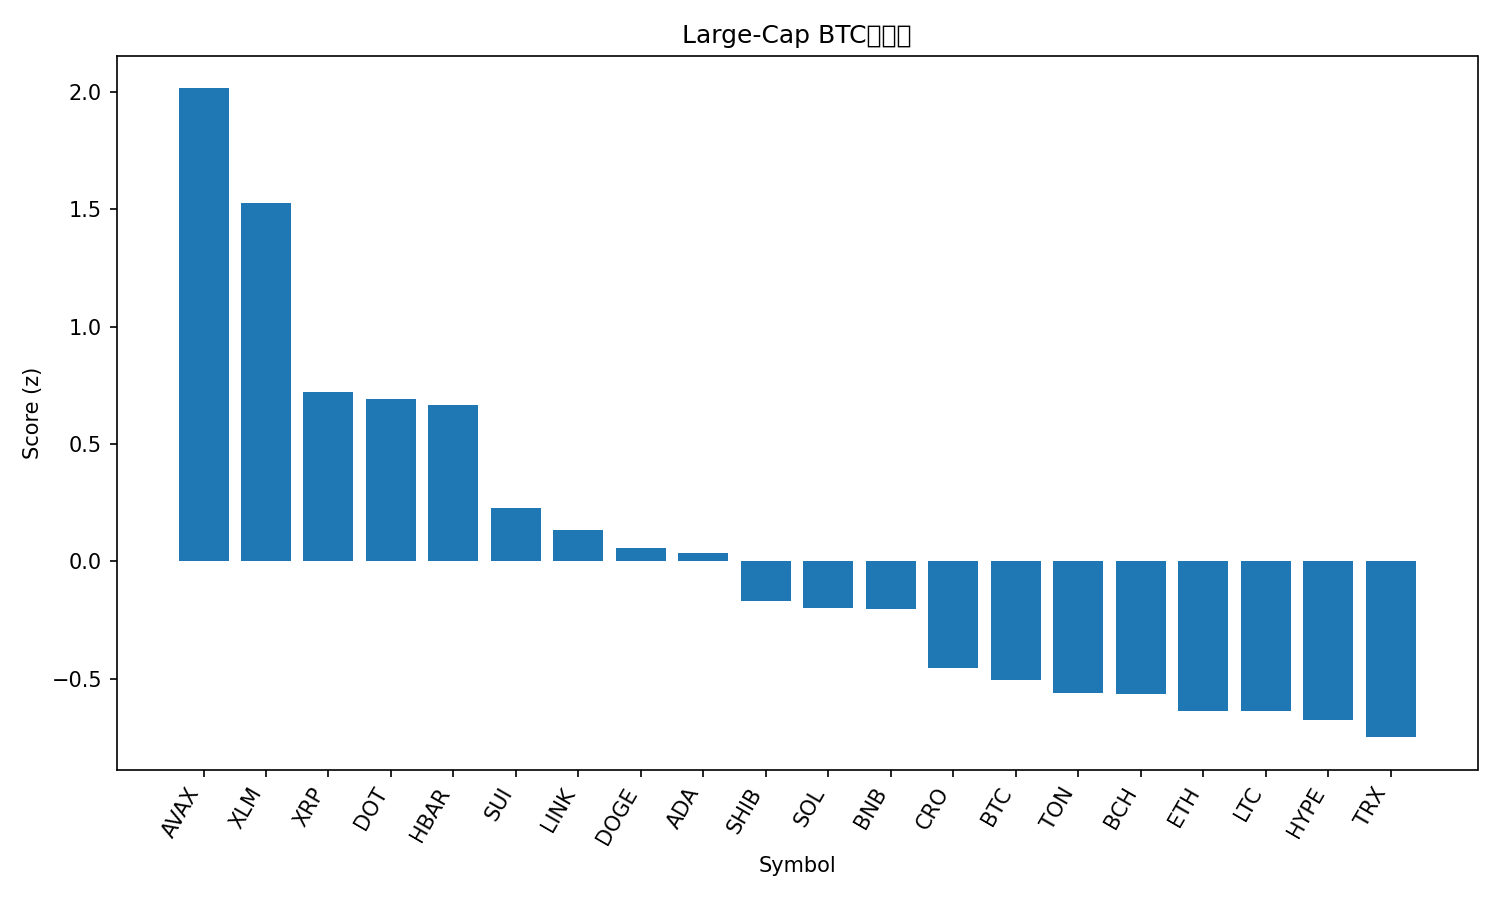 Large-Cap BTC
2.0
1.5
1.0
0.5
0.0
−0.5
Score (z)
AVAX
XLM
XRP
DOT
HBAR
SUI
LINK
DOGE
ADA
SHIB
SOL
BNB
CRO
BTC
TON
BCH
ETH
LTC
HYPE
TRX
Symbol